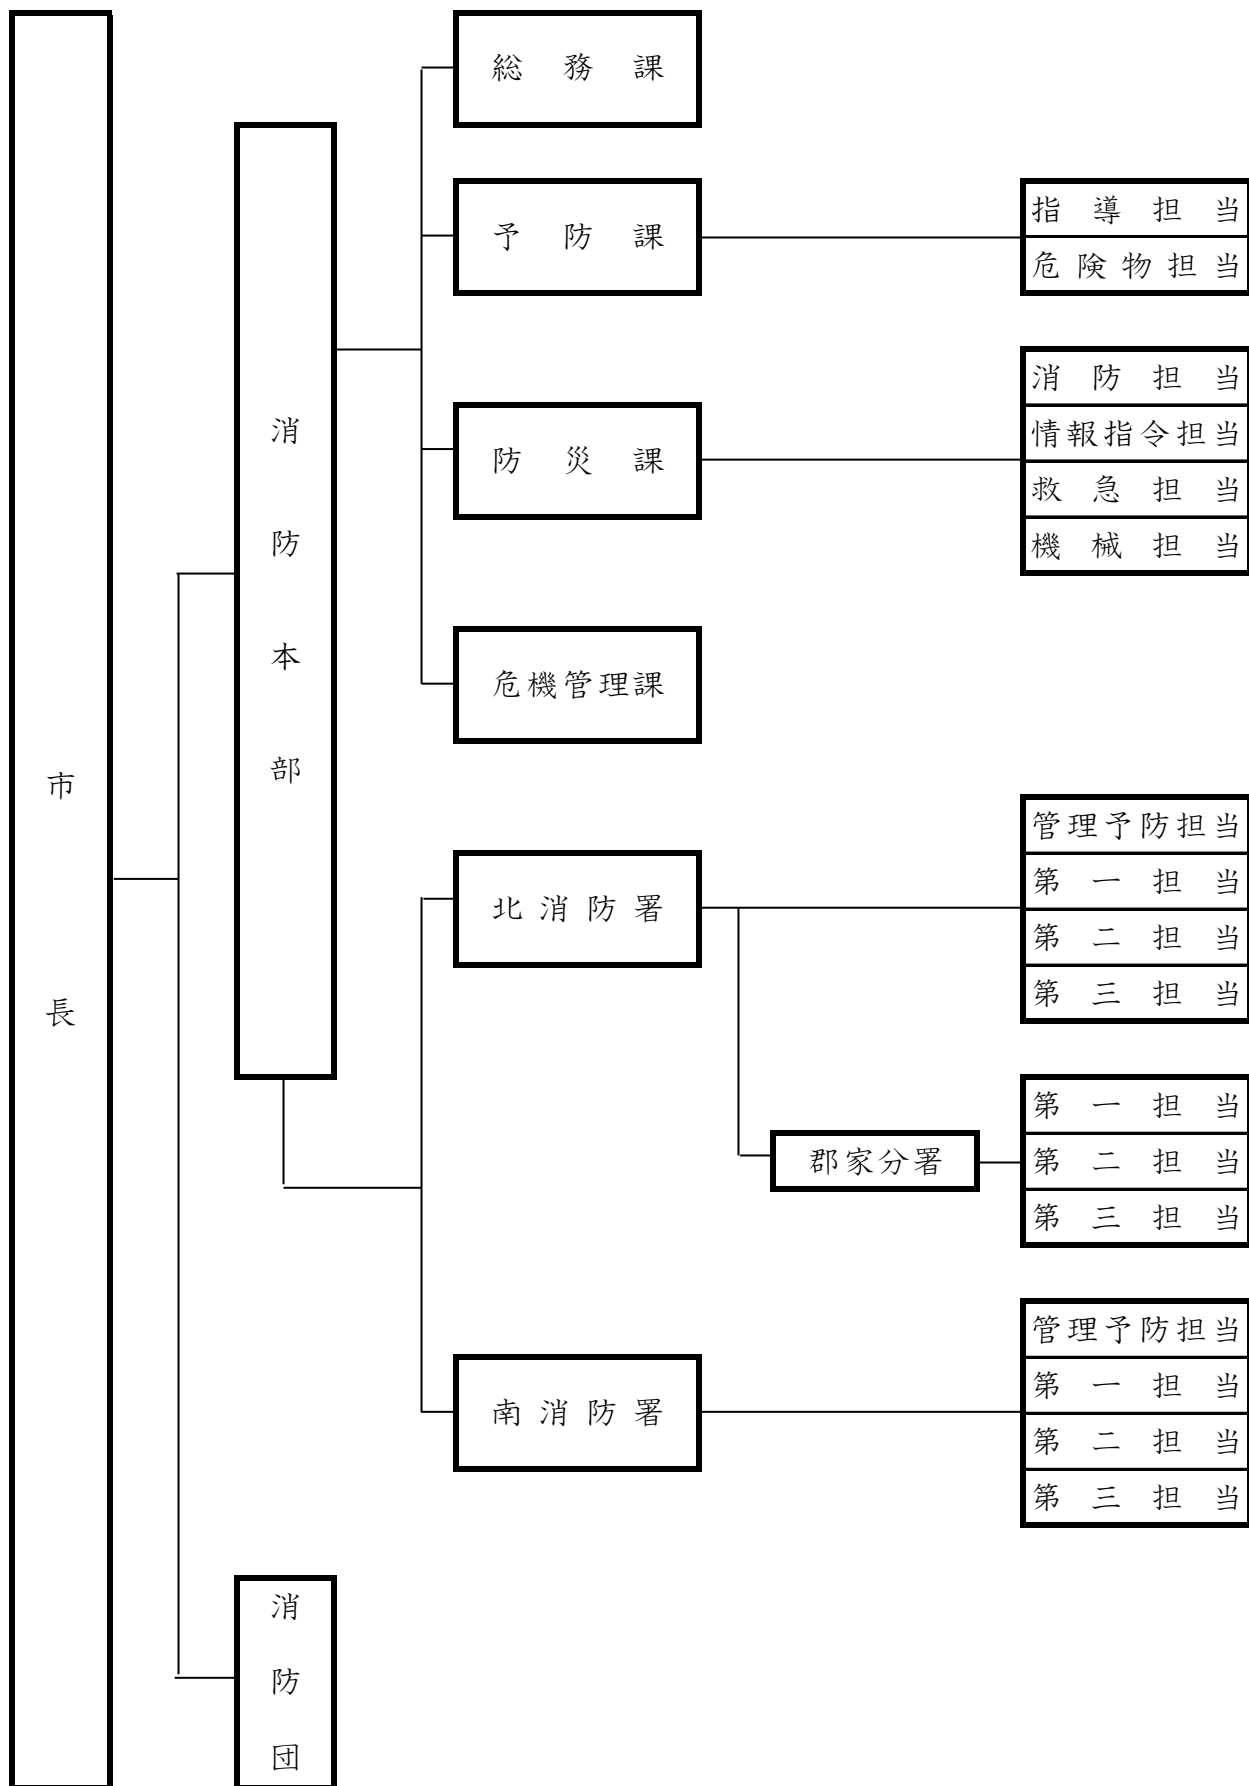 市長
消防本部
総務課
予防課
指導担当
危険物担当
防災課
消防担当
情報指令担当
救急担当
機械担当
危機管理課
北消防署
管理予防担当
第一担当
第二担当
第三担当
郡家分署
第一担当
第二担当
第三担当
南消防署
管理予防担当
第一担当
第二担当
第三担当
消防団